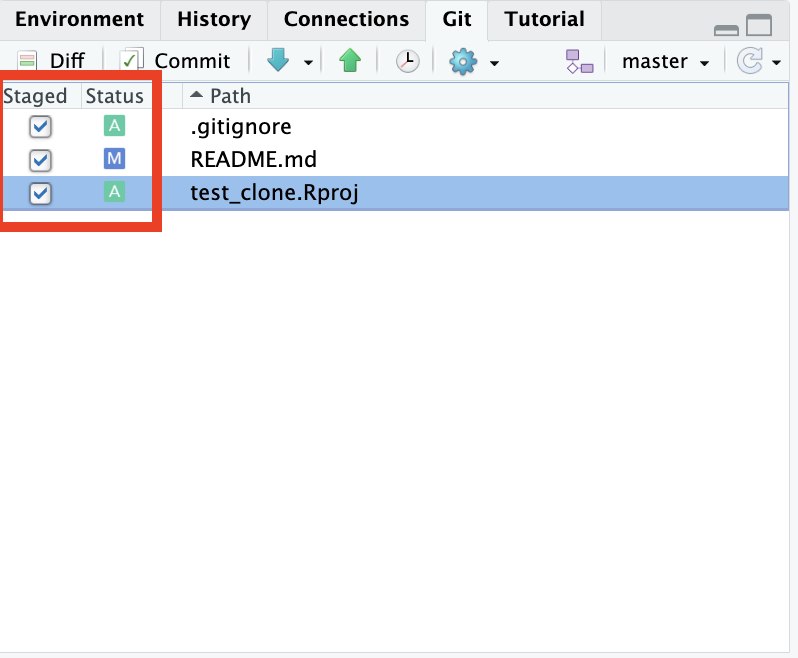 Environment History Connections Git Tutorial
Diff Commit master
Staged Status Path
A .gitignore
M README.md
A test_clone.Rproj